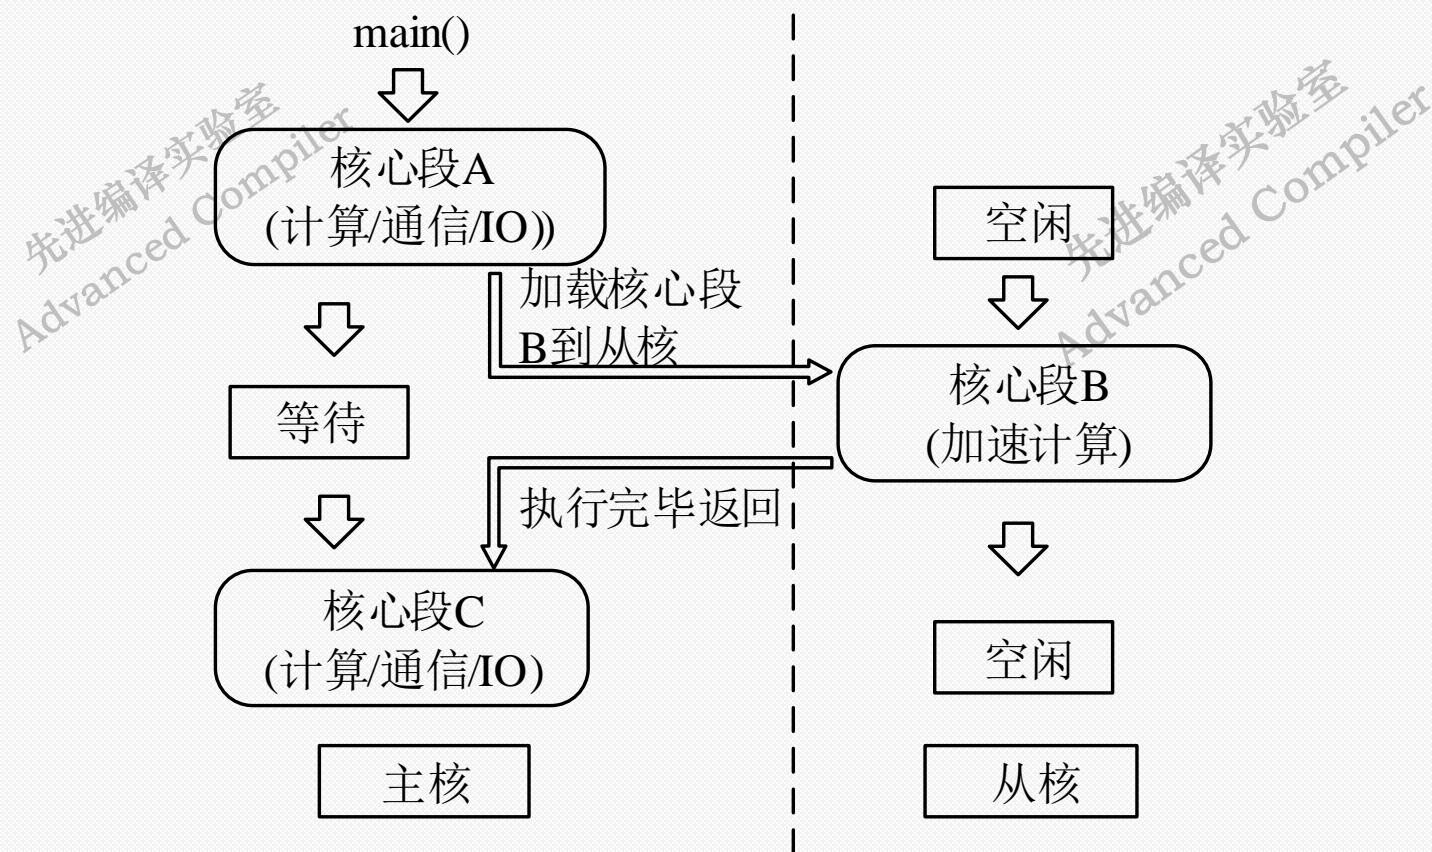 main()
先进编译实验室
Advanced Compiler
核心段A
(计算/通信/IO))
加载核心段
B到从核
等待
执行完毕返回
核心段C
(计算/通信/IO)
主核
先进编译实验室
Advanced Compiler
空闲
核心段B
(加速计算)
空闲
从核